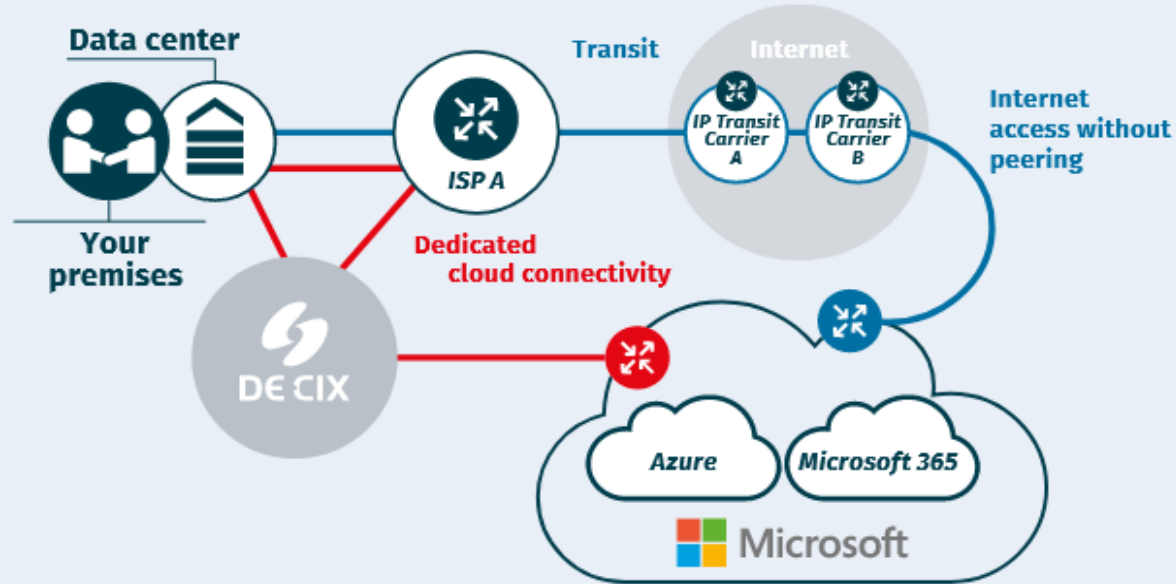 Data center
Your
premises
ISP A
Transit
Internet
IP Transit
Carrier
A
IP Transit
Carrier
B
Internet
access without
peering
Dedicated
cloud connectivity
DE CIX
Azure
Microsoft 365
Microsoft